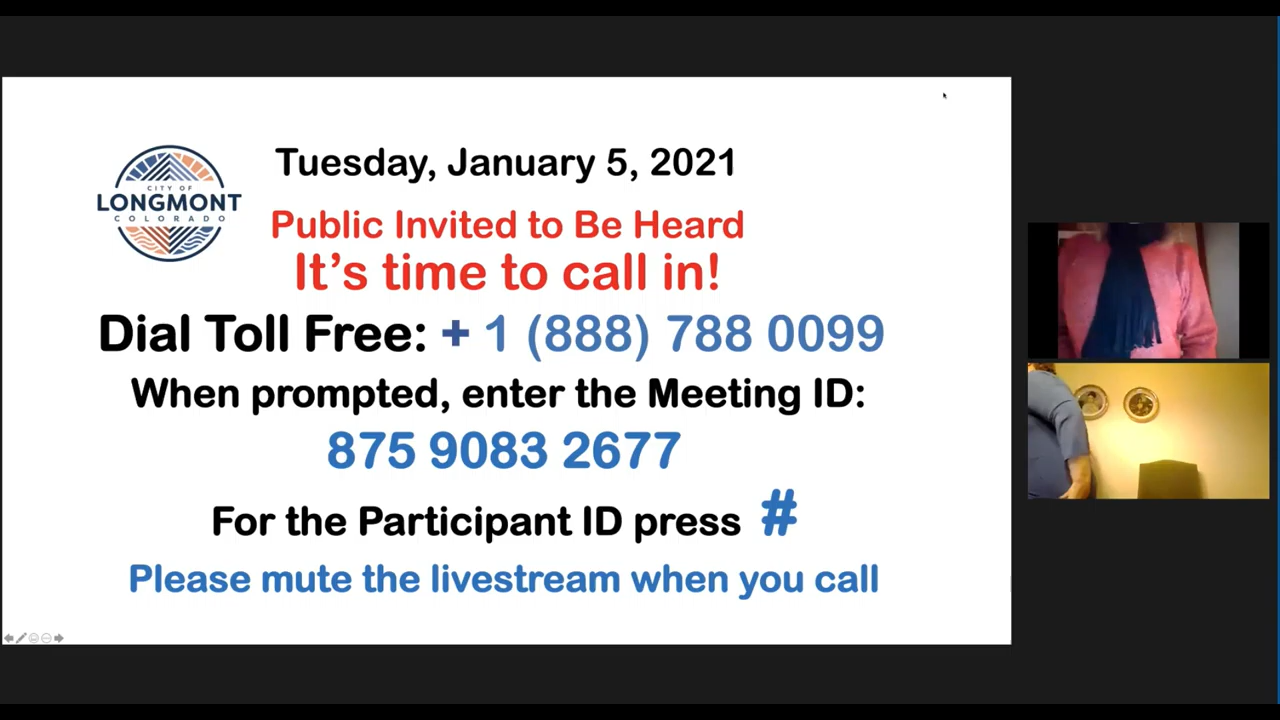 CITY OF
LONGMONT
COLORADO
Tuesday, January 5, 2021
Public Invited to Be Heard
It's time to call in!
Dial Toll Free: + 1 (888) 788 0099
When prompted, enter the Meeting ID:
875 9083 2677
For the Participant ID press #
Please mute the livestream when you call